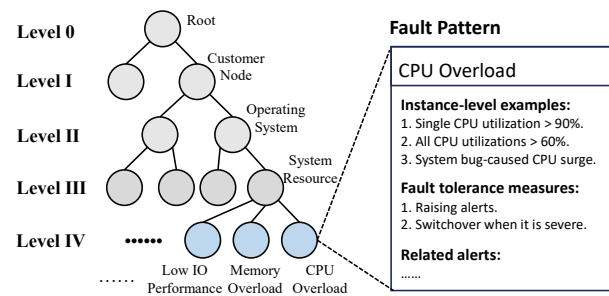 Level 0
Root
Level I
Customer
Node
Level II
Operating
System
Level III
System
Resource
Level IV
••••••
......
Low IO
Performance
Memory
Overload
CPU
Overload
Fault Pattern
CPU Overload
Instance-level examples:
1. Single CPU utilization > 90%.
2. All CPU utilizations > 60%.
3. System bug-caused CPU surge.
Fault tolerance measures:
1. Raising alerts.
2. Switchover when it is severe.
Related alerts:
......